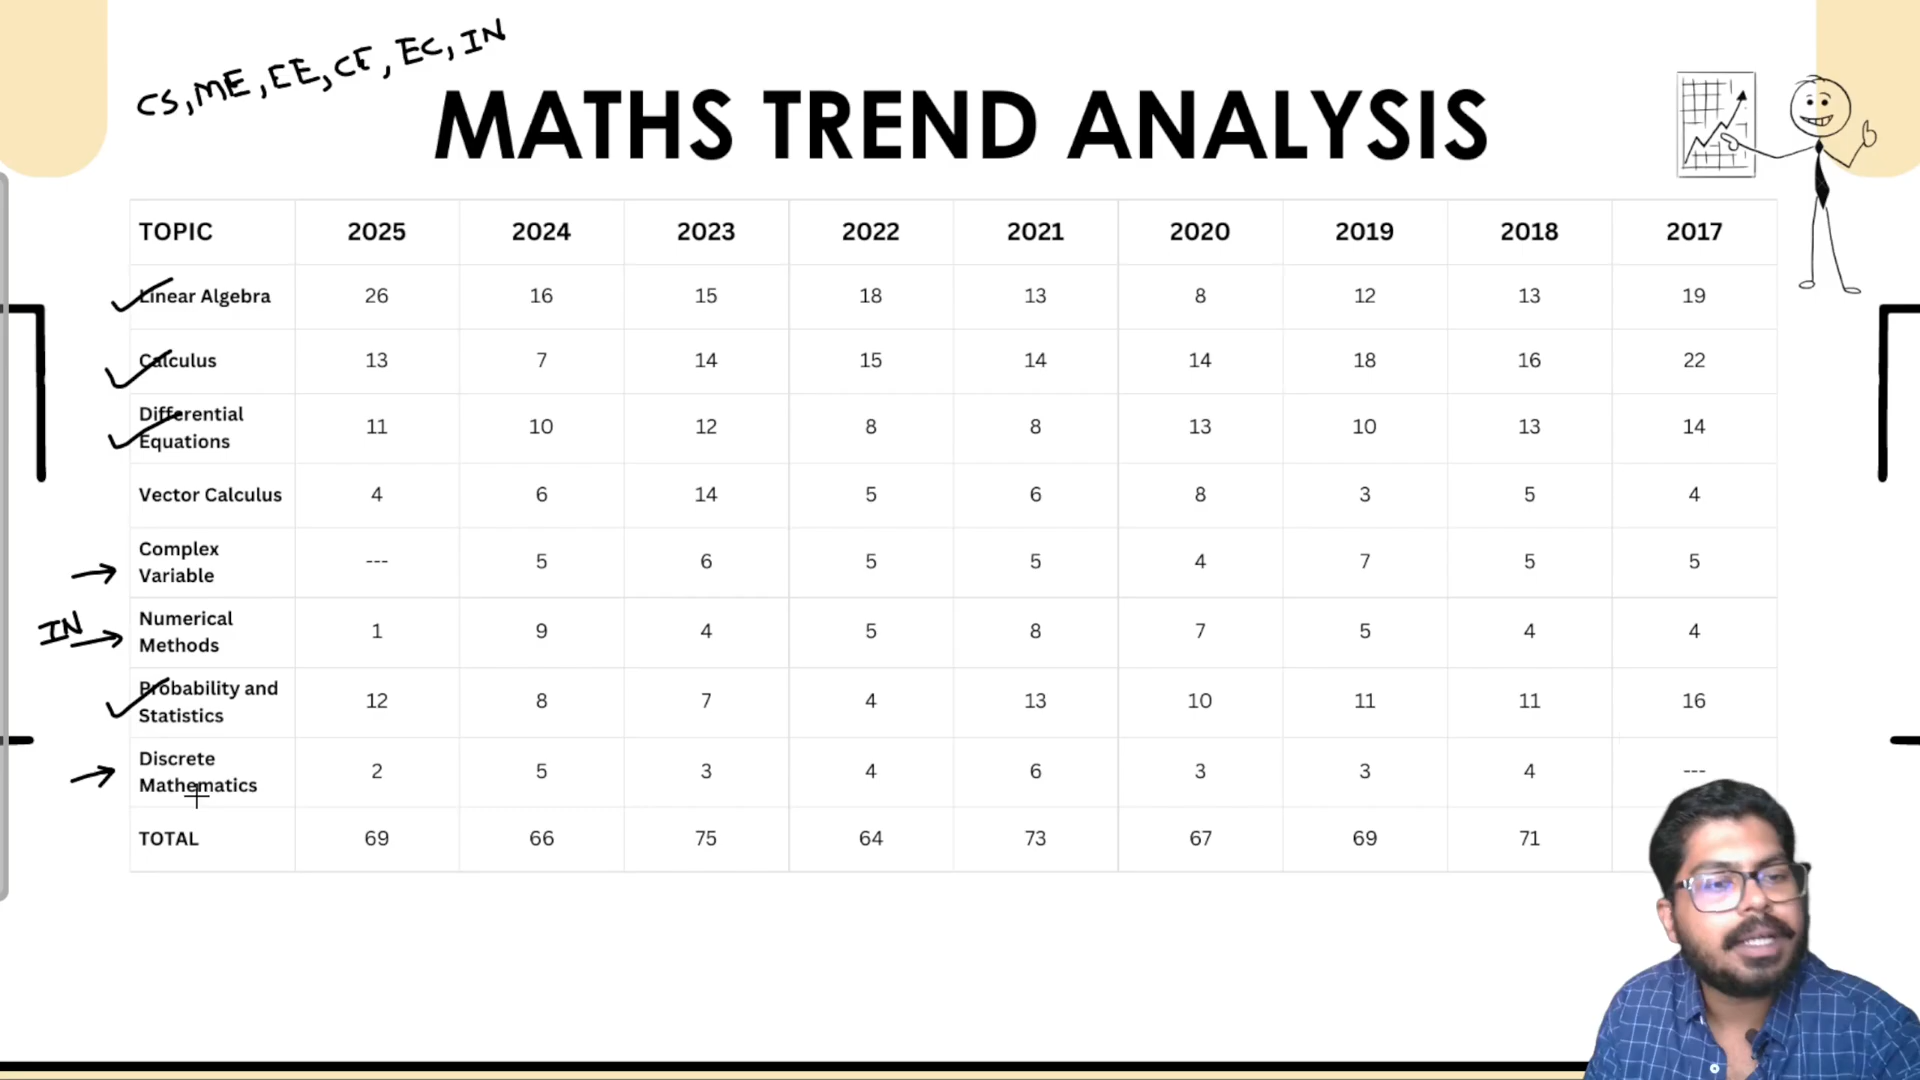 CS, ME, EE, CE, EC, IN
MATHS TREND ANALYSIS
TOPIC 2025 2024 2023 2022 2021 2020 2019 2018 2017
Linear Algebra 26 16 15 18 13 8 12 13 19
Calculus 13 7 14 15 14 14 18 16 22
Differential
Equations 11 10 12 8 8 13 10 13 14
Vector Calculus 4 6 14 5 6 8 3 5 4
Complex
Variable --- 5 6 5 5 4 7 5 5
IN
Numerical
Methods 1 9 4 5 8 7 5 4 4
Probability and
Statistics 12 8 7 4 13 10 11 11 16
Discrete
Mathematics 2 5 3 4 6 3 3 4 ---
TOTAL 69 66 75 64 73 67 69 71